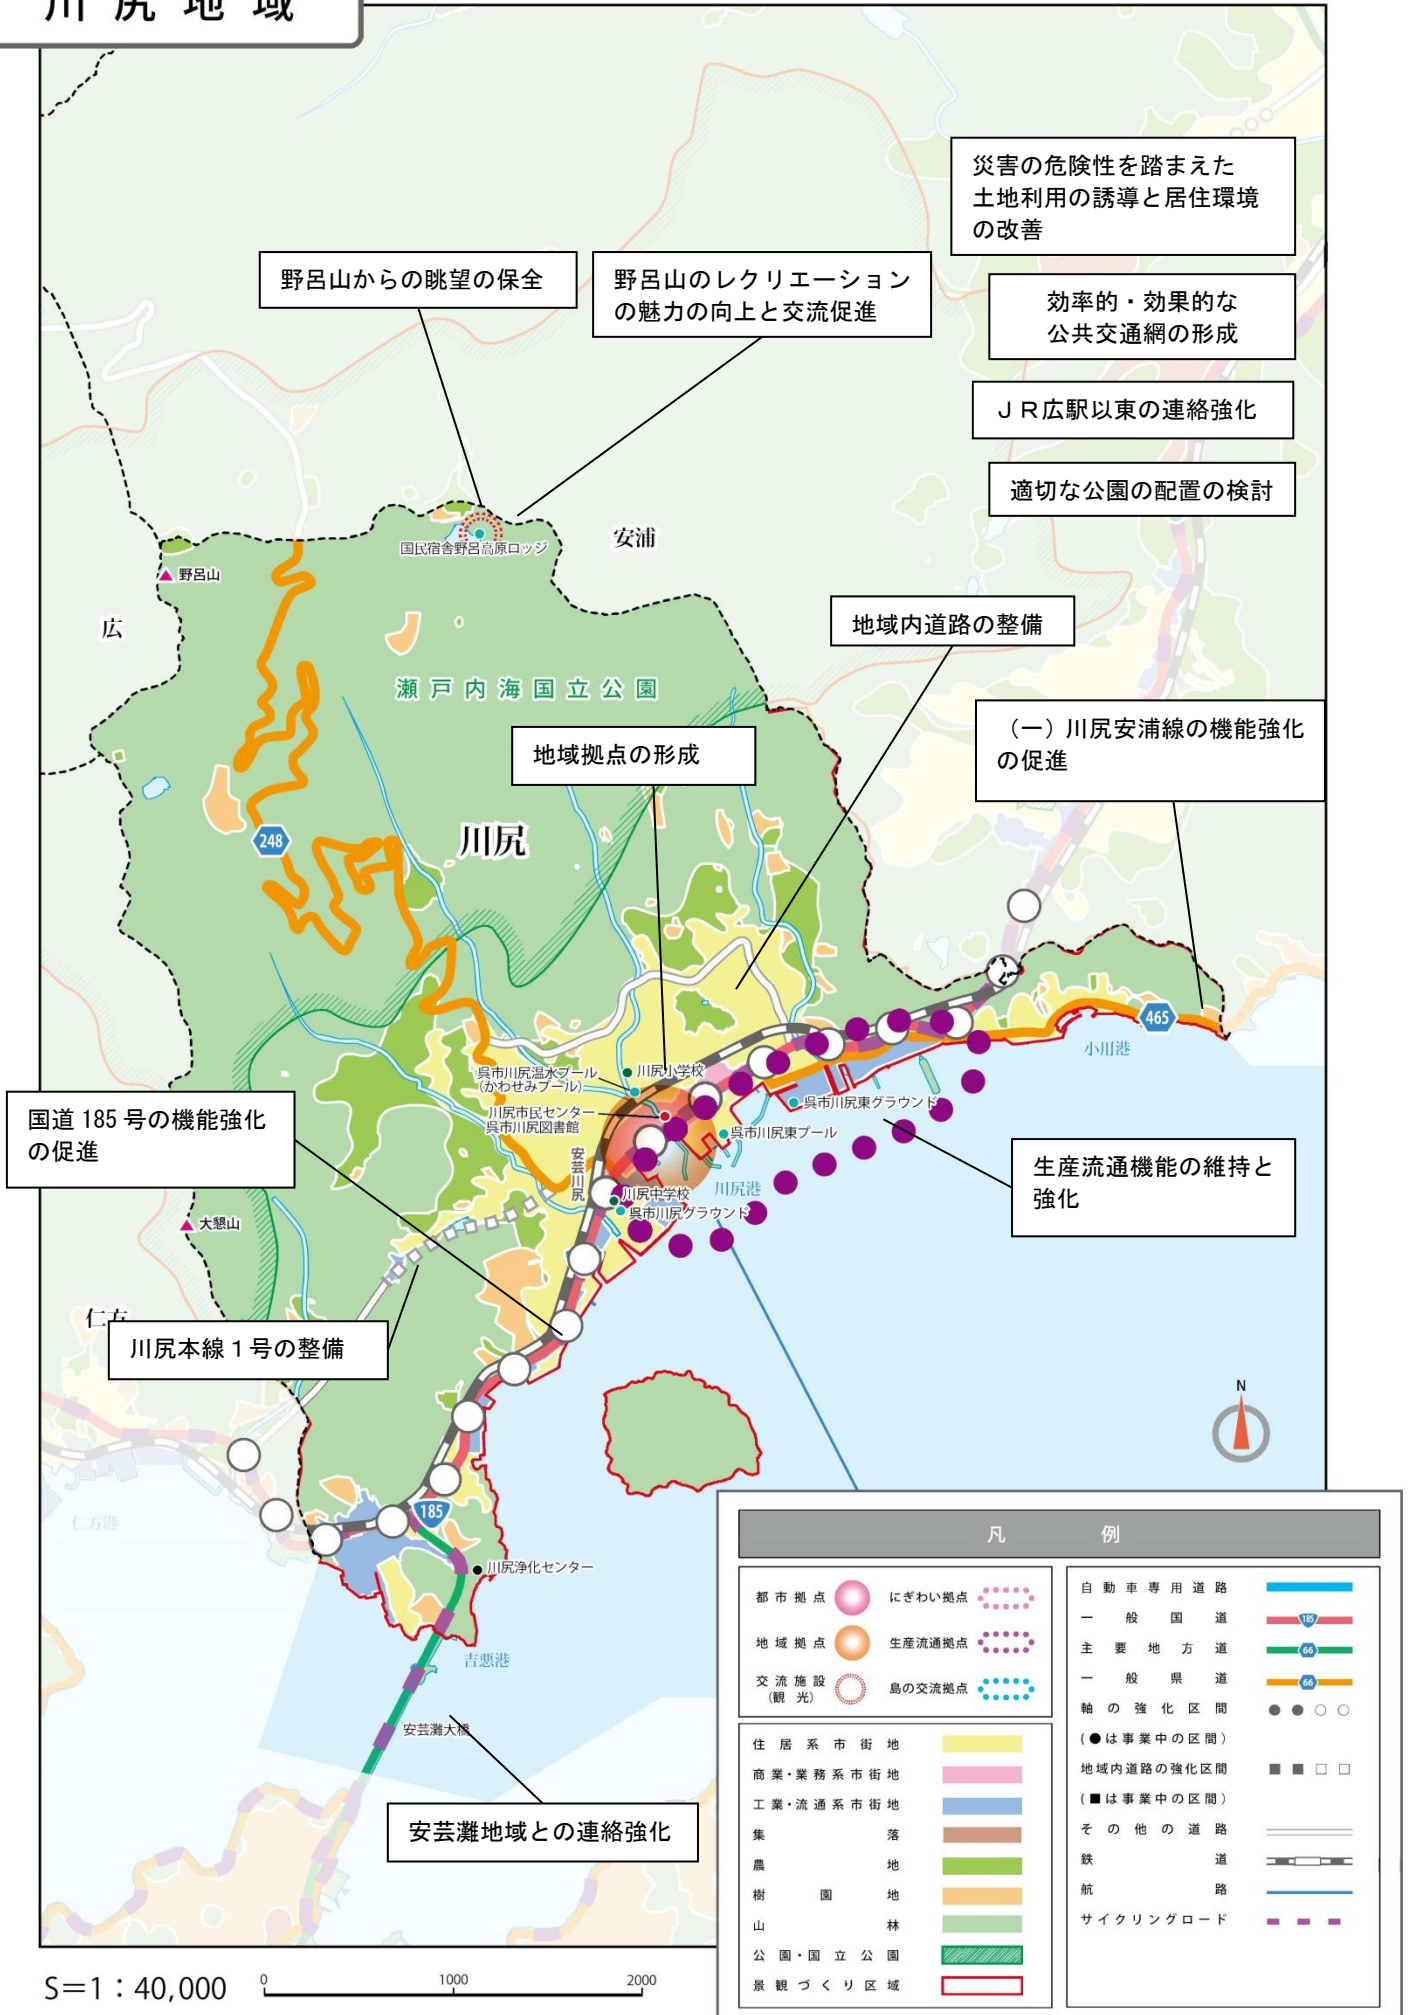 川尻地域
災害の危険性を踏まえた
土地利用の誘導と居住環境
の改善
野呂山からの眺望の保全
野呂山のレクリエーション
の魅力の向上と交流促進
効率的・効果的な
公共交通網の形成
ＪＲ広駅以東の連絡強化
適切な公園の配置の検討
国民宿舎野呂高原ロッジ
安浦
野呂山
広
地域内道路の整備
瀬戸内海国立公園
（一）川尻安浦線の機能強化
の促進
地域拠点の形成
川尻
248
465
小川港
呉市川尻温水プール
(かわせみプール)
川尻小学校
川尻市民センター
呉市川尻図書館
呉市川尻東グラウンド
呉市川尻東プール
国道 185 号の機能強化
の促進
安芸川尻
川尻中学校
呉市川尻グラウンド
川尻港
生産流通機能の維持と
強化
大懇山
仁方
川尻本線１号の整備
N
仁方港
185
川尻浄化センター
吉悪港
安芸灘大橋
安芸灘地域との連絡強化
凡例
都市拠点
にぎわい拠点
地域拠点
生産流通拠点
交流施設
(観光)
島の交流拠点
住居系市街地
商業・業務系市街地
工業・流通系市街地
集落
農地
樹園地
山林
公園・国立公園
景観づくり区域
自動車専用道路
一般国道
185
主要地方道
66
一般県道
66
軸の強化区間
(●は事業中の区間)
地域内道路の強化区間
(■は事業中の区間)
その他の道路
鉄道
航路
サイクリングロード
S＝1：40,000
0 1000 2000